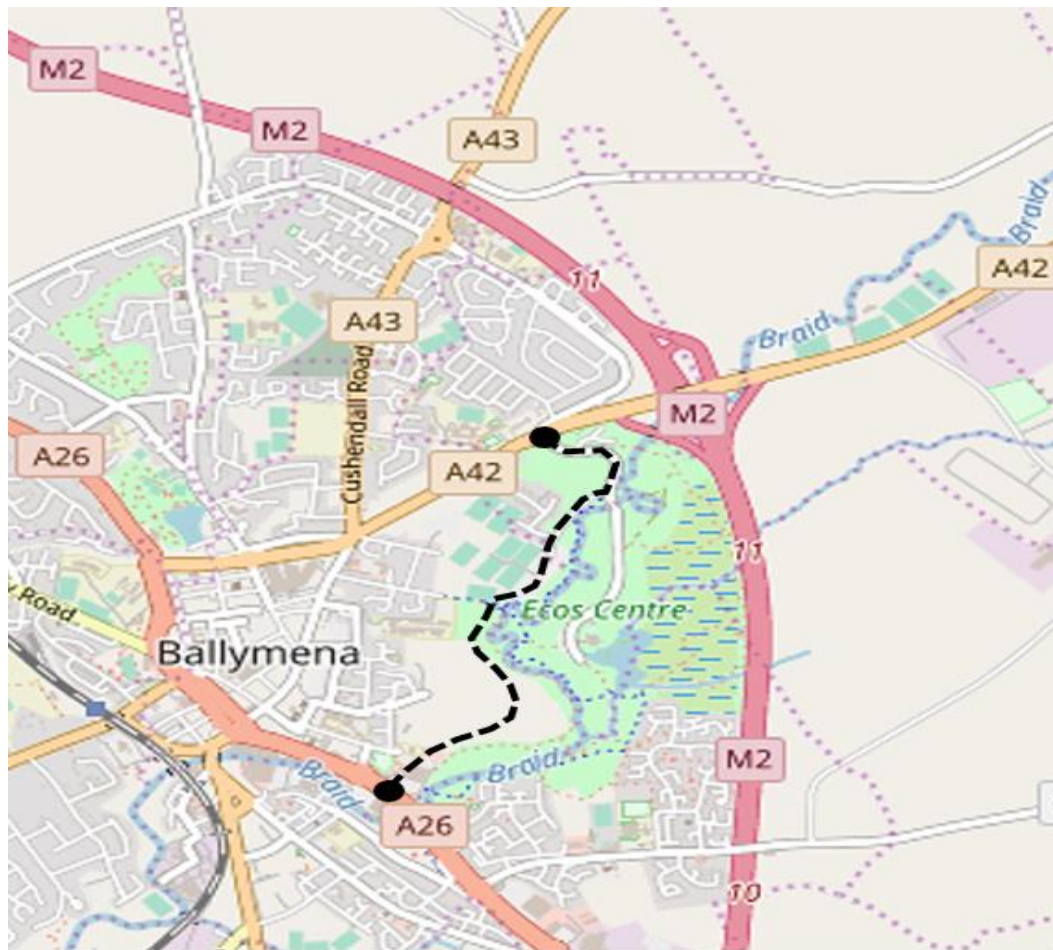 M2
M2
A43
Braid
A42
11
A43
Braid
Cushendall Road
M2
A26
A42
11
Ecos Centre
Road
Ballymena
Braid
Braid
M2
A26
10